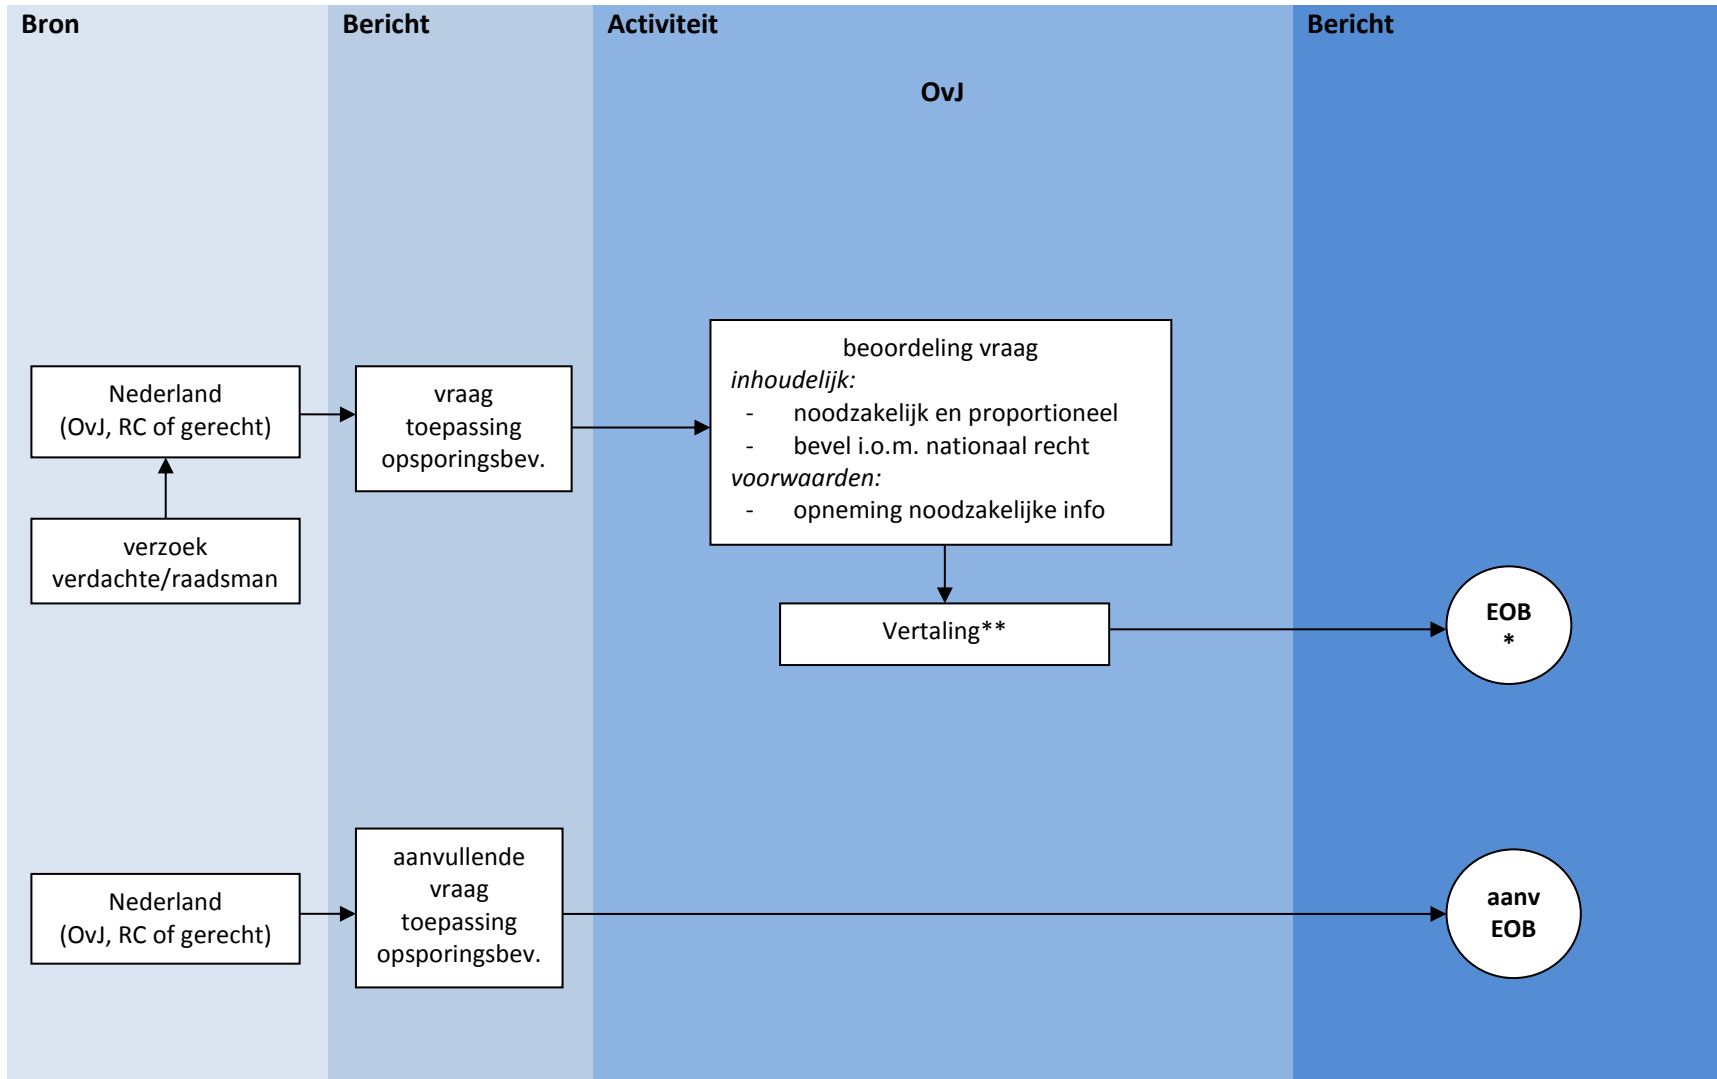 Bron
Bericht
Activiteit
Bericht
OvJ
Nederland
(OvJ, RC of gerecht)
verzoek
verdachte/raadsman
vraag
toepassing
opsporingsbev.
beoordeling vraag
inhoudelijk:
- noodzakelijk en proportioneel
- bevel i.o.m. nationaal recht
voorwaarden:
- opneming noodzakelijke info
Vertaling**
EOB
*
Nederland
(OvJ, RC of gerecht)
aanvullende
vraag
toepassing
opsporingsbev.
aanv
EOB